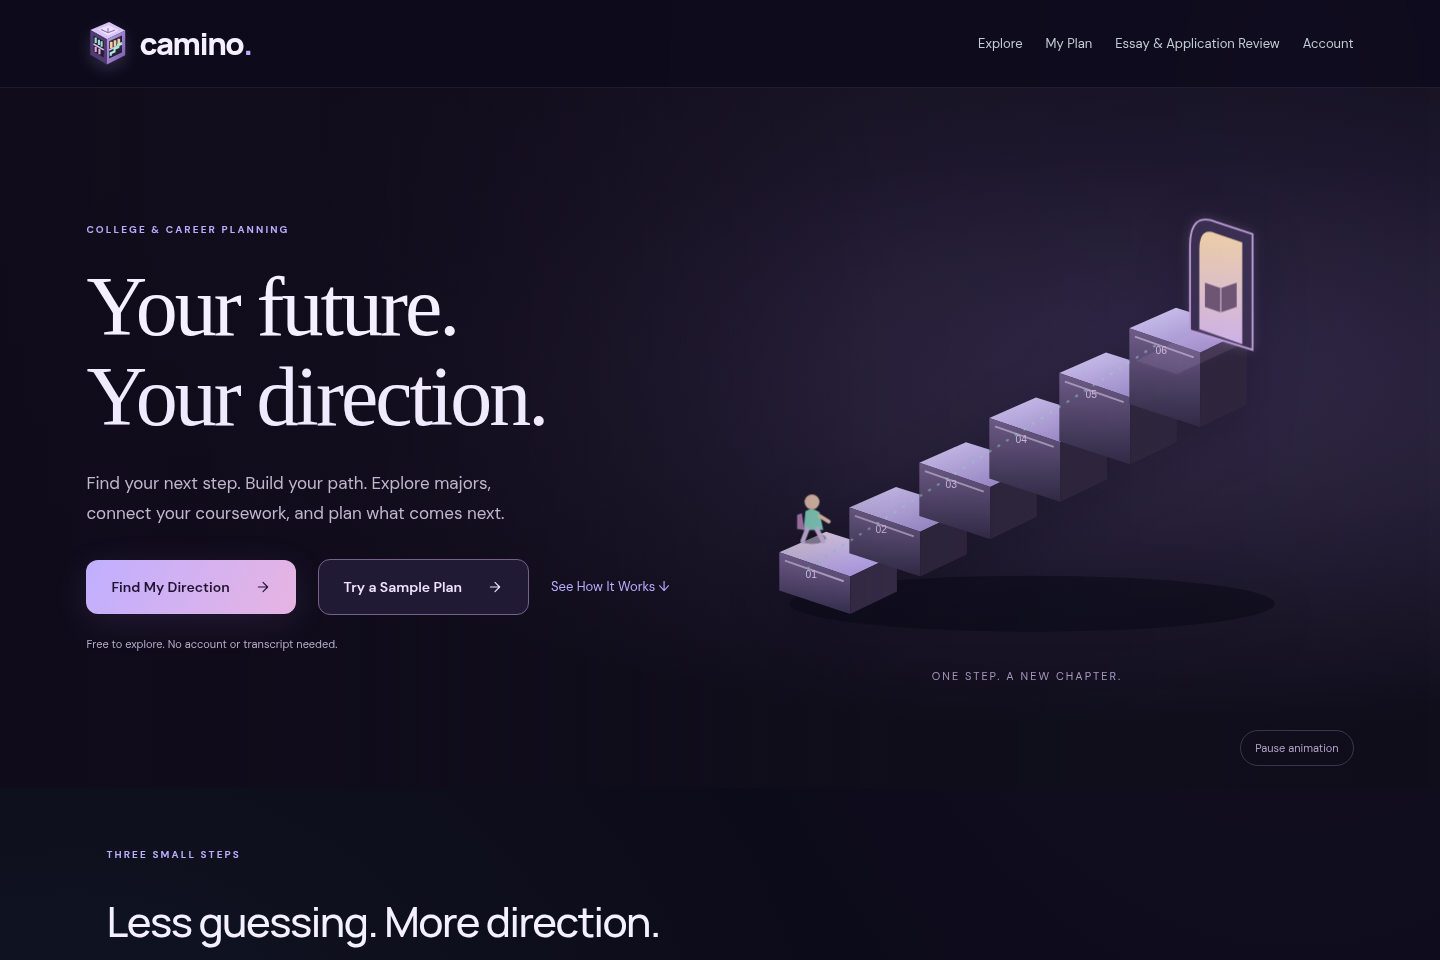 camino.
Explore
My Plan
Essay & Application Review
Account
COLLEGE & CAREER PLANNING
Your future.
Your direction.
Find your next step. Build your path. Explore majors,
connect your coursework, and plan what comes next.
Find My Direction →
Try a Sample Plan →
See How It Works ↓
Free to explore. No account or transcript needed.
01
02
03
04
05
06
ONE STEP. A NEW CHAPTER.
Pause animation
THREE SMALL STEPS
Less guessing. More direction.